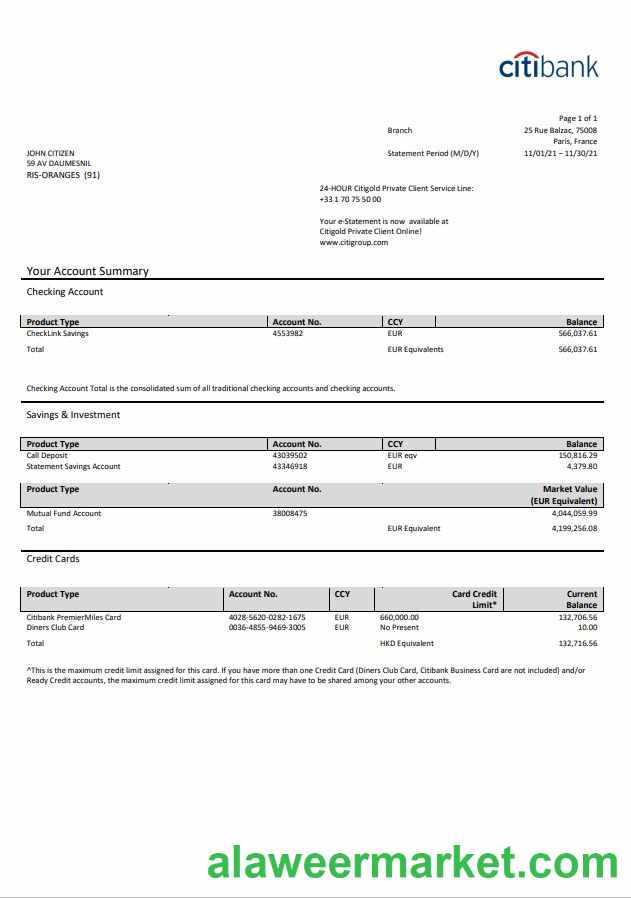 citibank
Page 1 of 1
Branch 25 Rue Balzac, 75008
Paris, France
JOHN CITIZEN Statement Period (M/D/Y) 11/01/21 – 11/30/21
59 AV DAUMESNIL
RIS-ORANGES (91)
24-HOUR Citigold Private Client Service Line:
+33 1 70 75 50 00
Your e-Statement is now available at
Citigold Private Client Online!
www.citigroup.com
Your Account Summary
Checking Account
Product Type Account No. CCY Balance
CheckLink Savings 4553982 EUR 566,037.61
Total EUR Equivalents 566,037.61
Checking Account Total is the consolidated sum of all traditional checking accounts and checking accounts.
Savings & Investment
Product Type Account No. CCY Balance
Call Deposit 43039502 EUR eqv 150,816.29
Statement Savings Account 43346918 EUR 4,379.80
Product Type Account No. Market Value
(EUR Equivalent)
Mutual Fund Account 38008475 4,044,059.99
Total EUR Equivalent 4,199,256.08
Credit Cards
Product Type Account No. CCY Card Credit Current
Limit* Balance
Citibank PremierMiles Card 4028-5620-0282-1675 EUR 660,000.00 132,706.56
Diners Club Card 0036-4855-9469-3005 EUR No Present 10.00
Total HKD Equivalent 132,716.56
^This is the maximum credit limit assigned for this card. If you have more than one Credit Card (Diners Club Card, Citibank Business Card are not included) and/or
Ready Credit accounts, the maximum credit limit assigned for this card may have to be shared among your other accounts.
alaweermarket.com